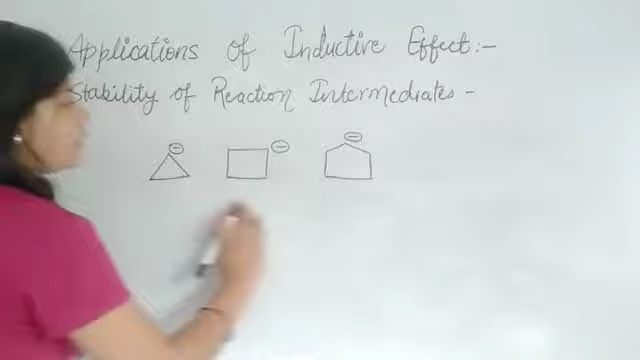 Applications of Inductive Effect:-
Stability of Reaction Intermediates -